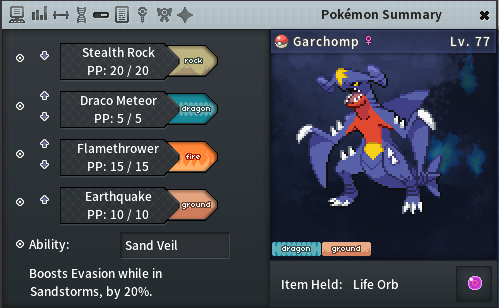 Pokémon Summary
Stealth Rock
PP: 20 / 20
rock
Draco Meteor
PP: 5 / 5
dragon
Flamethrower
PP: 15 / 15
fire
Earthquake
PP: 10 / 10
ground
Ability: Sand Veil
Boosts Evasion while in
Sandstorms, by 20%.
Garchomp ♀ Lv. 77
dragon ground
Item Held: Life Orb